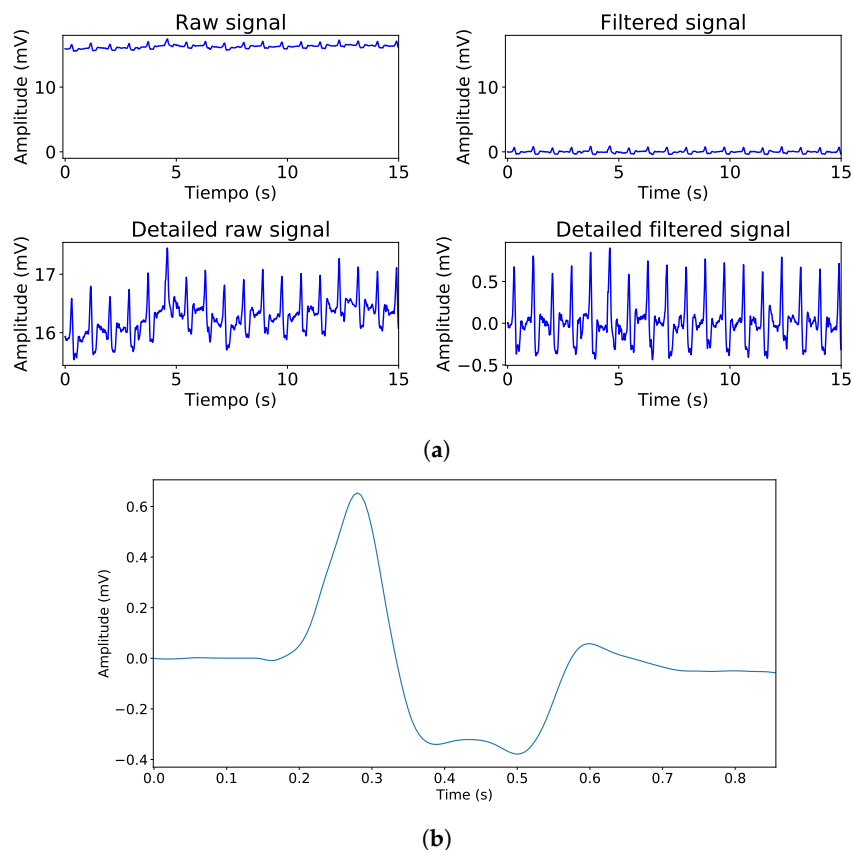 Raw signal
Amplitude (mV)
10
0
0 5 10 15
Tiempo (s)
Filtered signal
Amplitude (mV)
10
0
0 5 10 15
Time (s)
Detailed raw signal
Amplitude (mV)
17
16
0 5 10 15
Tiempo (s)
Detailed filtered signal
Amplitude (mV)
0.5
0.0
−0.5
0 5 10 15
Time (s)
(a)
Amplitude (mV)
0.6
0.4
0.2
0.0
−0.2
−0.4
0.0 0.1 0.2 0.3 0.4 0.5 0.6 0.7 0.8
Time (s)
(b)